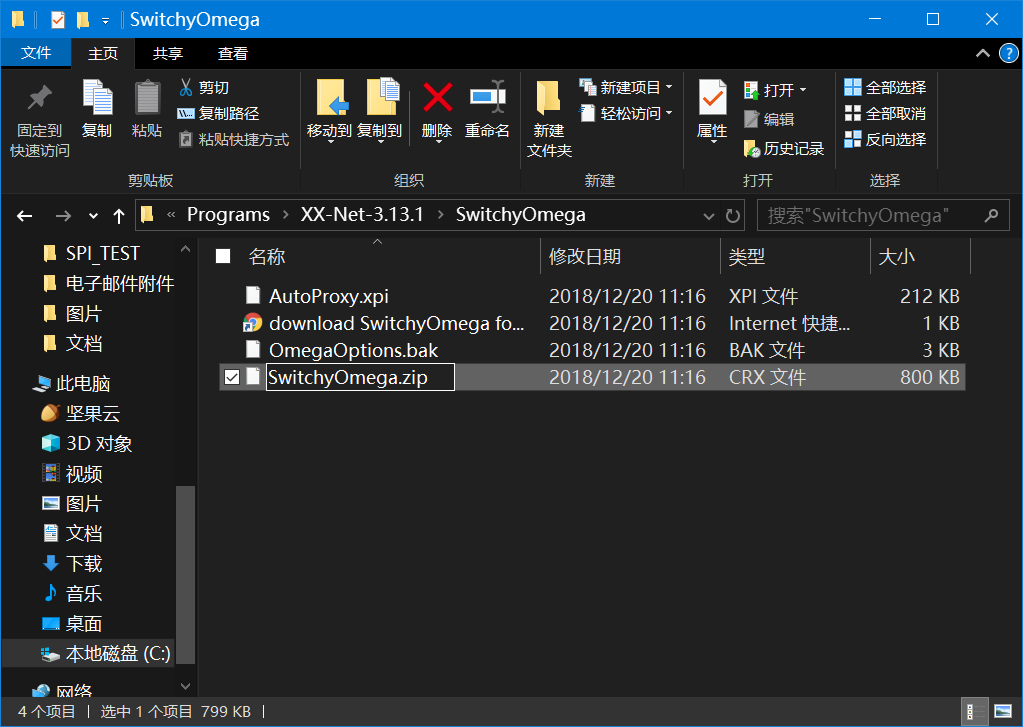 SwitchyOmega
文件 主页 共享 查看
固定到快速访问
复制
粘贴
剪切
复制路径
粘贴快捷方式
剪贴板
移动到
复制到
删除
重命名
组织
新建文件夹
新建项目
轻松访问
新建
属性
打开
编辑
历史记录
打开
全部选择
全部取消
反向选择
选择
« Programs › XX-Net-3.13.1 › SwitchyOmega
搜索"SwitchyOmega"
SPI_TEST
电子邮件附件
图片
文档
此电脑
坚果云
3D 对象
视频
图片
文档
下载
音乐
桌面
本地磁盘 (C:)
网络
名称 修改日期 类型 大小
AutoProxy.xpi 2018/12/20 11:16 XPI 文件 212 KB
download SwitchyOmega fo... 2018/12/20 11:16 Internet 快捷... 1 KB
OmegaOptions.bak 2018/12/20 11:16 BAK 文件 3 KB
SwitchyOmega.zip 2018/12/20 11:16 CRX 文件 800 KB
4 个项目 选中 1 个项目 799 KB